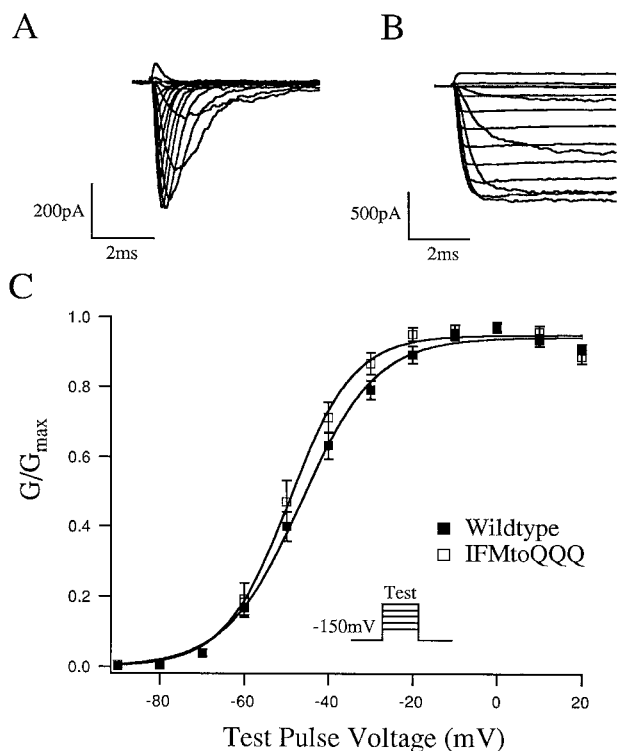 A
B
200pA
2ms
500pA
2ms
C
1.0
0.8
0.6
0.4
0.2
0.0
G/Gmax
Wildtype
IFMtoQQQ
Test
-150mV
-80
-60
-40
-20
0
20
Test Pulse Voltage (mV)